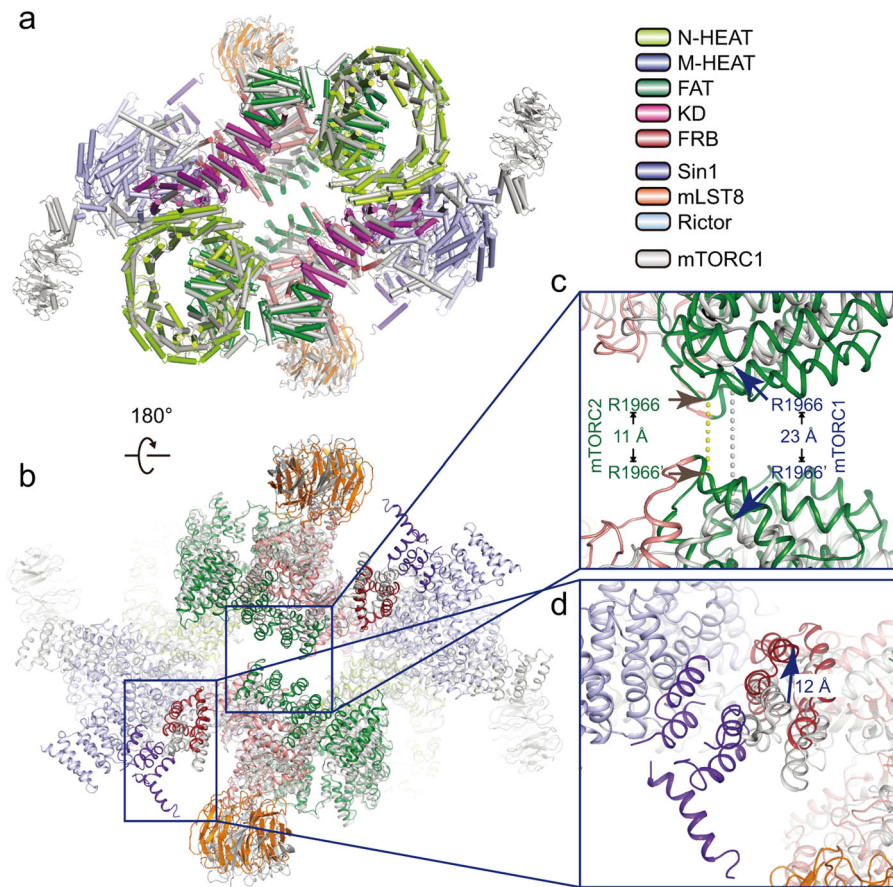 a
N-HEAT
M-HEAT
FAT
KD
FRB
Sin1
mLST8
Rictor
mTORC1
180°
b
c
mTORC2
R1966
11 Å
R1966'
R1966
23 Å
R1966'
mTORC1
d
12 Å